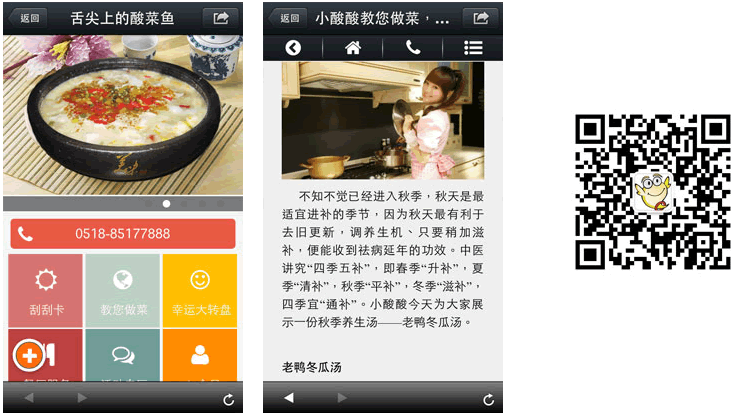 返回
舌尖上的酸菜鱼
0518-85177888
刮刮卡
教您做菜
幸运大转盘
返回
小酸酸教您做菜，...
不知不觉已经进入秋季，秋天是最
适宜进补的季节，因为秋天最有利于
去旧更新，调养生机、只要稍加滋
补，便能收到祛病延年的功效。中医
讲究“四季五补”，即春季“升补”，夏
季“清补”，秋季“平补”，冬季“滋补”，
四季宜“通补”。小酸酸今天为大家展
示一份秋季养生汤——老鸭冬瓜汤。
老鸭冬瓜汤